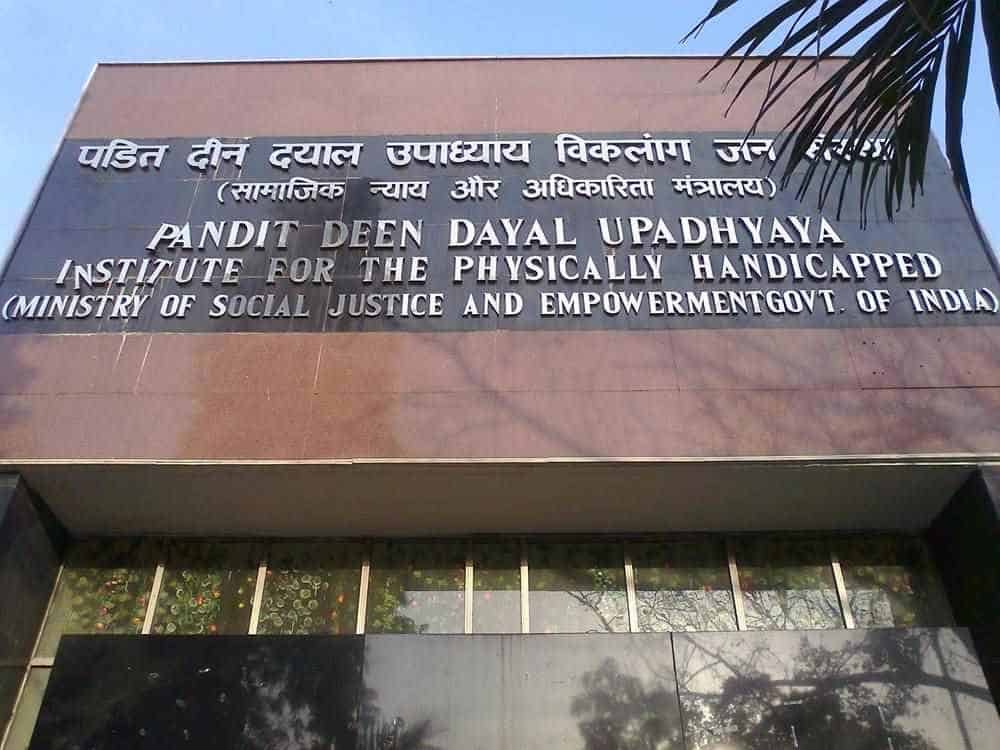 पडित दीन दयाल उपाध्याय विकलांग जन
(सामाजिक न्याय और अधिकारिता मंत्रालय)
PANDIT DEEN DAYAL UPADHYAYA
INSTITUTE FOR THE PHYSICALLY HANDICAPPED
(MINISTRY OF SOCIAL JUSTICE AND EMPOWERMENTGOVT. OF INDIA)